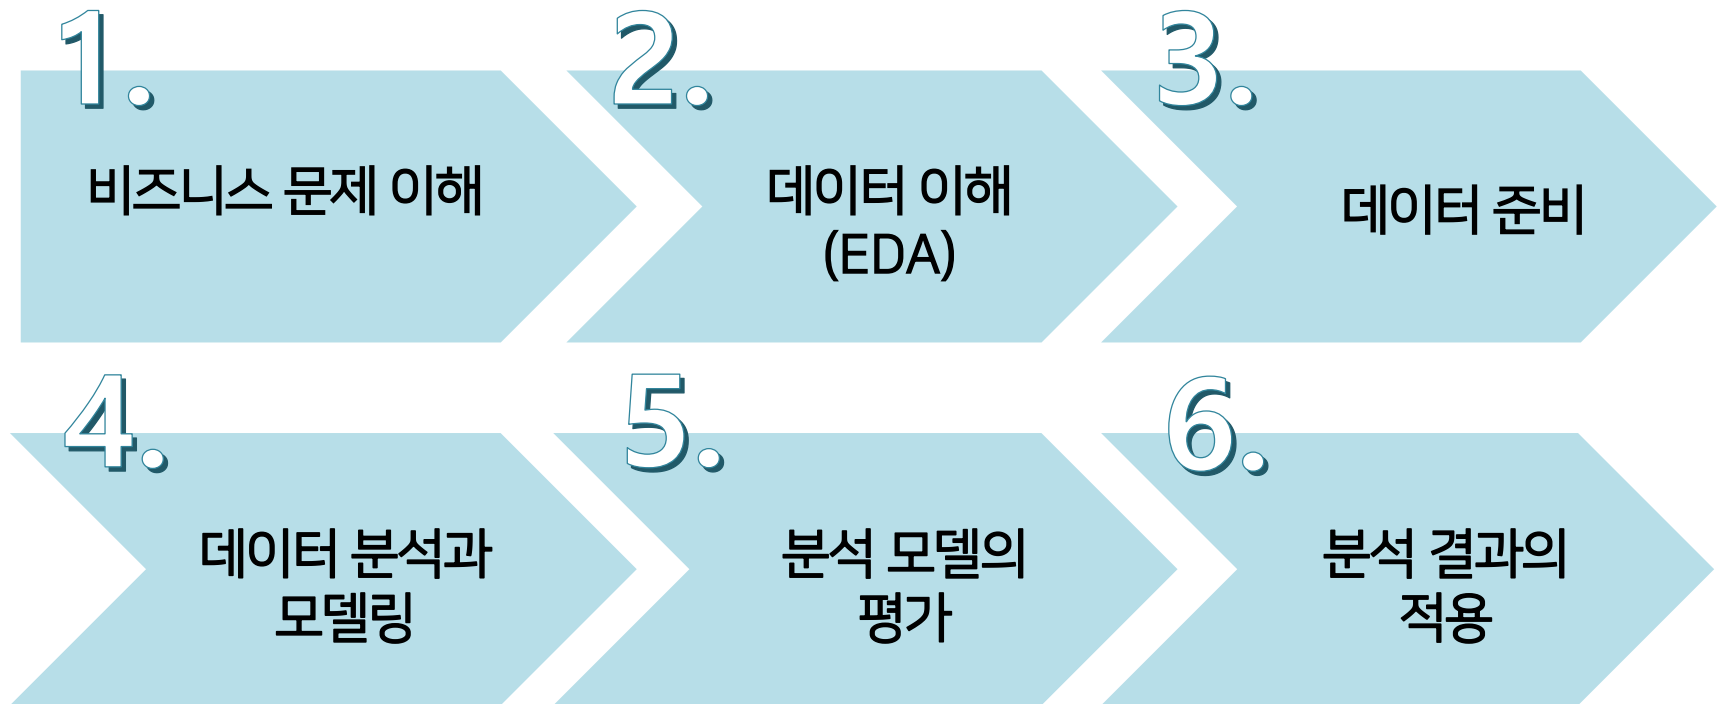 1.
비즈니스 문제 이해
2.
데이터 이해
(EDA)
3.
데이터 준비
4.
데이터 분석과
모델링
5.
분석 모델의
평가
6.
분석 결과의
적용